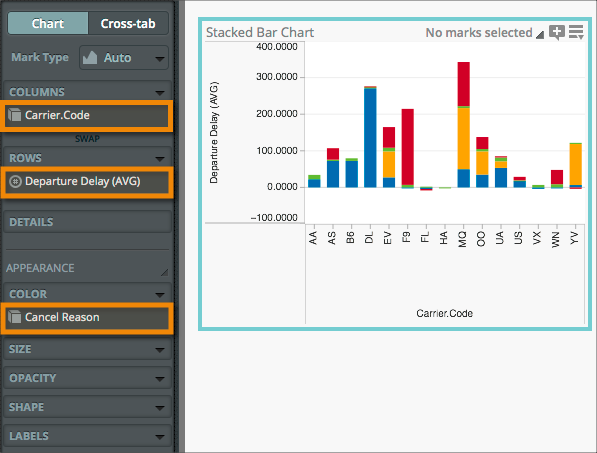 Chart Cross-tab
Mark Type Auto
COLUMNS
Carrier.Code
SWAP
ROWS
Departure Delay (AVG)
DETAILS
APPEARANCE
COLOR
Cancel Reason
SIZE
OPACITY
SHAPE
LABELS
Stacked Bar Chart No marks selected
Departure Delay (AVG)
400.0000
300.0000
200.0000
100.0000
0.0000
−100.0000
AA AS B6 DL EV F9 FL HA MQ OO UA US VX WN YV
Carrier.Code